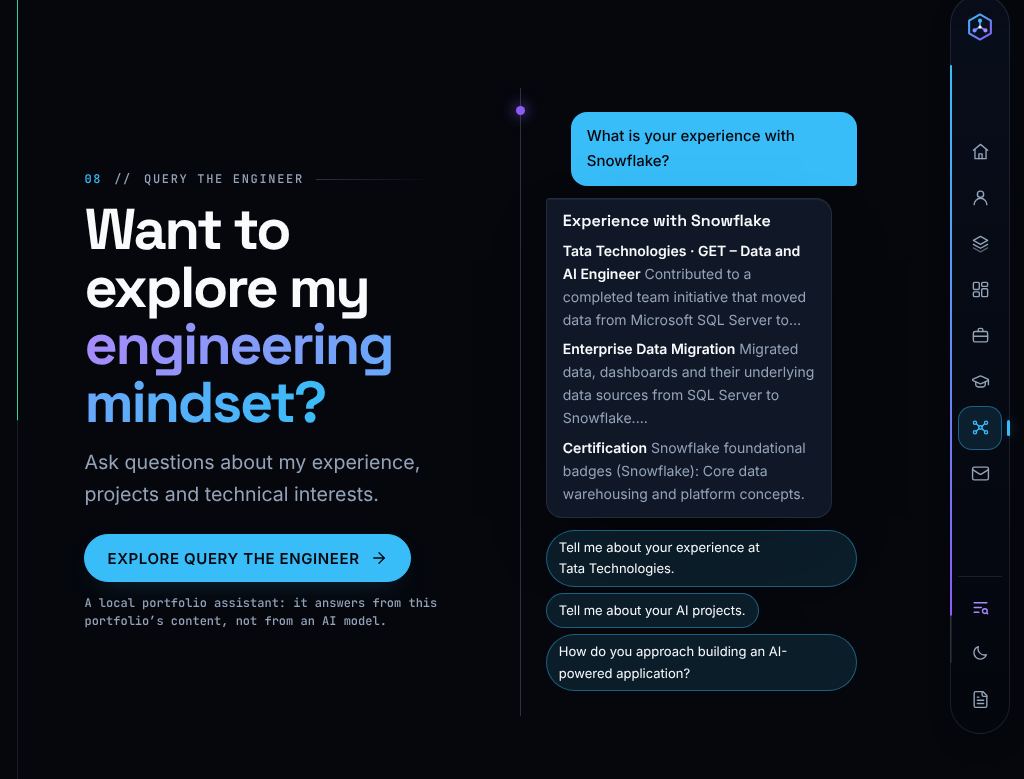 08 // QUERY THE ENGINEER
Want to
explore my
engineering
mindset?
Ask questions about my experience,
projects and technical interests.
EXPLORE QUERY THE ENGINEER →
A local portfolio assistant: it answers from this
portfolio’s content, not from an AI model.
What is your experience with
Snowflake?
Experience with Snowflake
Tata Technologies · GET – Data and
AI Engineer Contributed to a
completed team initiative that moved
data from Microsoft SQL Server to...
Enterprise Data Migration Migrated
data, dashboards and their underlying
data sources from SQL Server to
Snowflake....
Certification Snowflake foundational
badges (Snowflake): Core data
warehousing and platform concepts.
Tell me about your experience at
Tata Technologies.
Tell me about your AI projects.
How do you approach building an AI-
powered application?